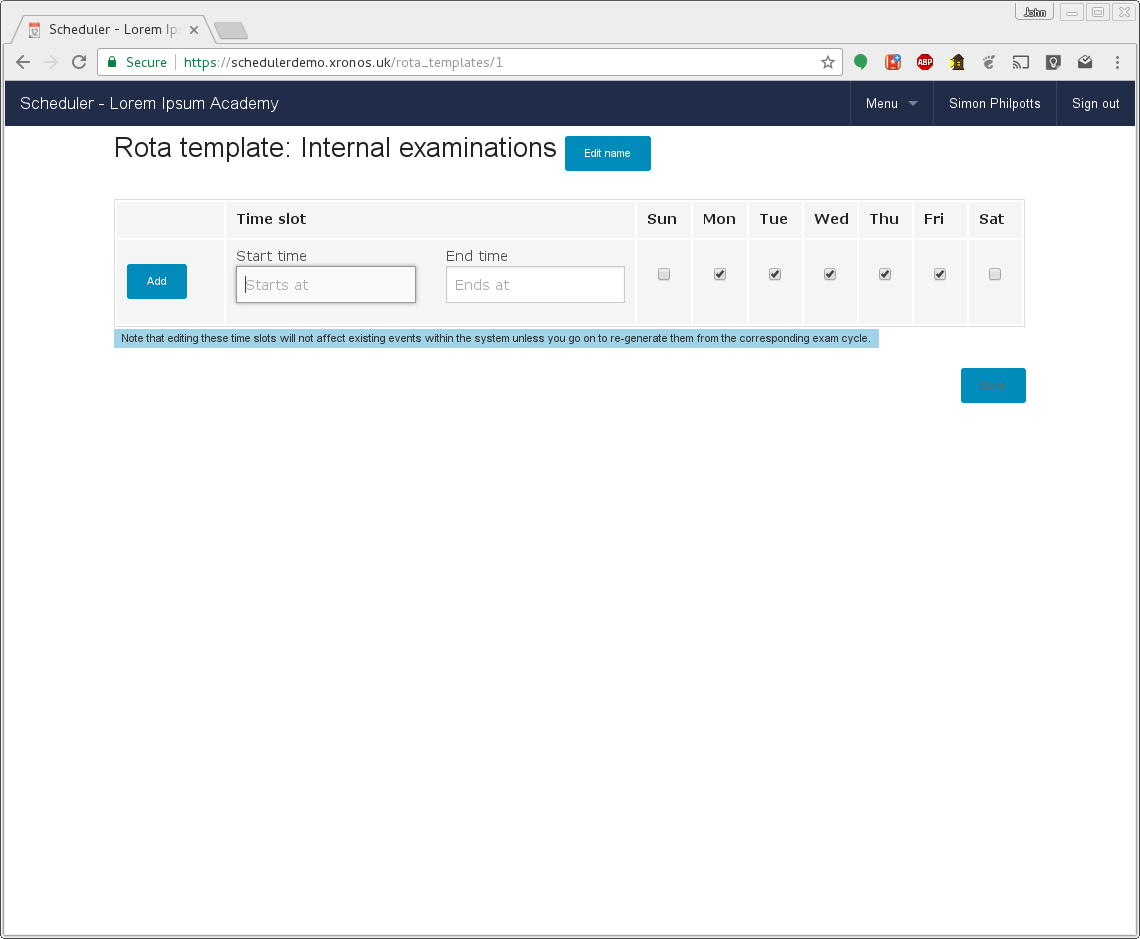 John
Scheduler - Lorem Ip
Secure https://schedulerdemo.xronos.uk/rota_templates/1
ABP
Scheduler - Lorem Ipsum Academy Menu Simon Philpotts Sign out
Rota template: Internal examinations Edit name
Time slot Sun Mon Tue Wed Thu Fri Sat
Start time End time
Add Starts at Ends at
Note that editing these time slots will not affect existing events within the system unless you go on to re-generate them from the corresponding exam cycle.